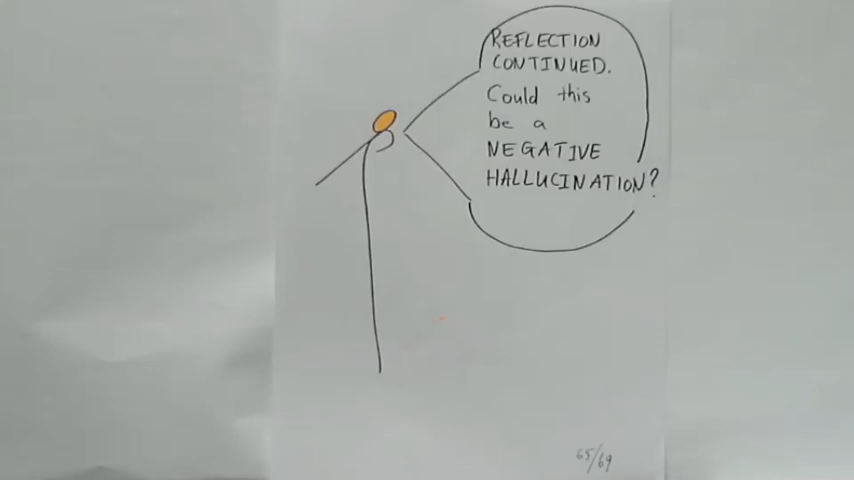 REFLECTION
CONTINUED.
Could this
be a
NEGATIVE
HALLUCINATION?
65/69